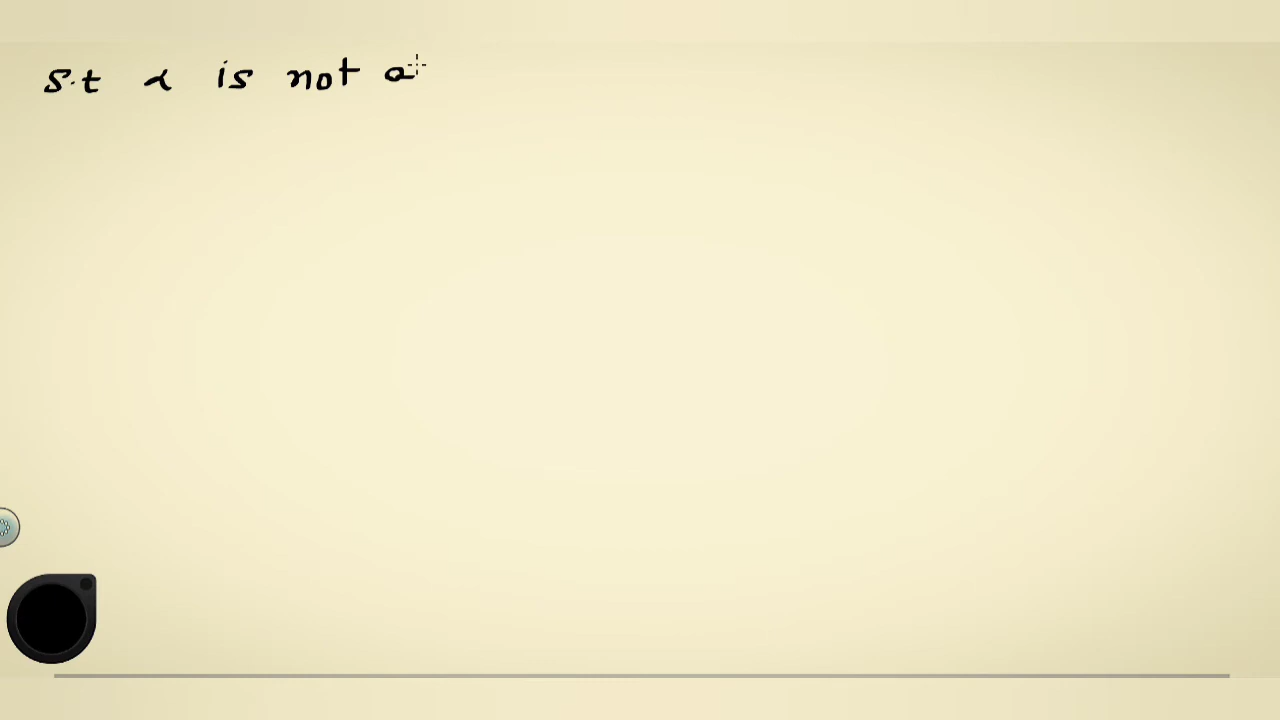 S.t α is not a